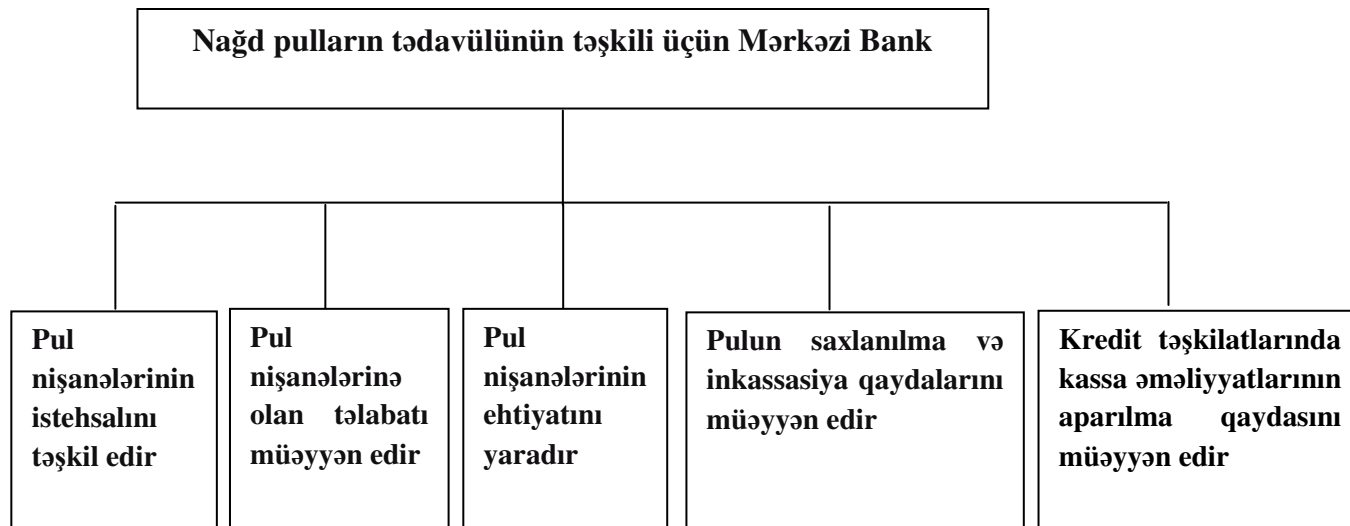 Nağd pulların tədavülünün təşkili üçün Mərkəzi Bank
Pul
nişanələrinin
istehsalını
təşkil edir
Pul
nişanələrinə
olan təlabatı
müəyyən edir
Pul
nişanələrinin
ehtiyatını
yaradır
Pulun saxlanılma və
inkassasiya qaydalarını
müəyyən edir
Kredit təşkilatlarında
kassa əməliyyatlarının
aparılma qaydasını
müəyyən edir